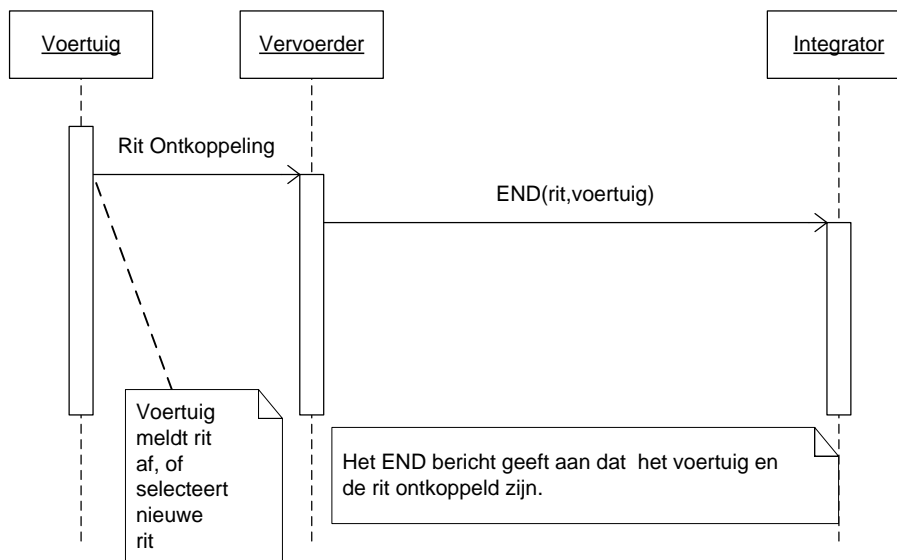 Voertuig
Vervoerder
Integrator
Rit Ontkoppeling
END(rit,voertuig)
Voertuig
meldt rit
af, of
selecteert
nieuwe
rit
Het END bericht geeft aan dat  het voertuig en
de rit ontkoppeld zijn.